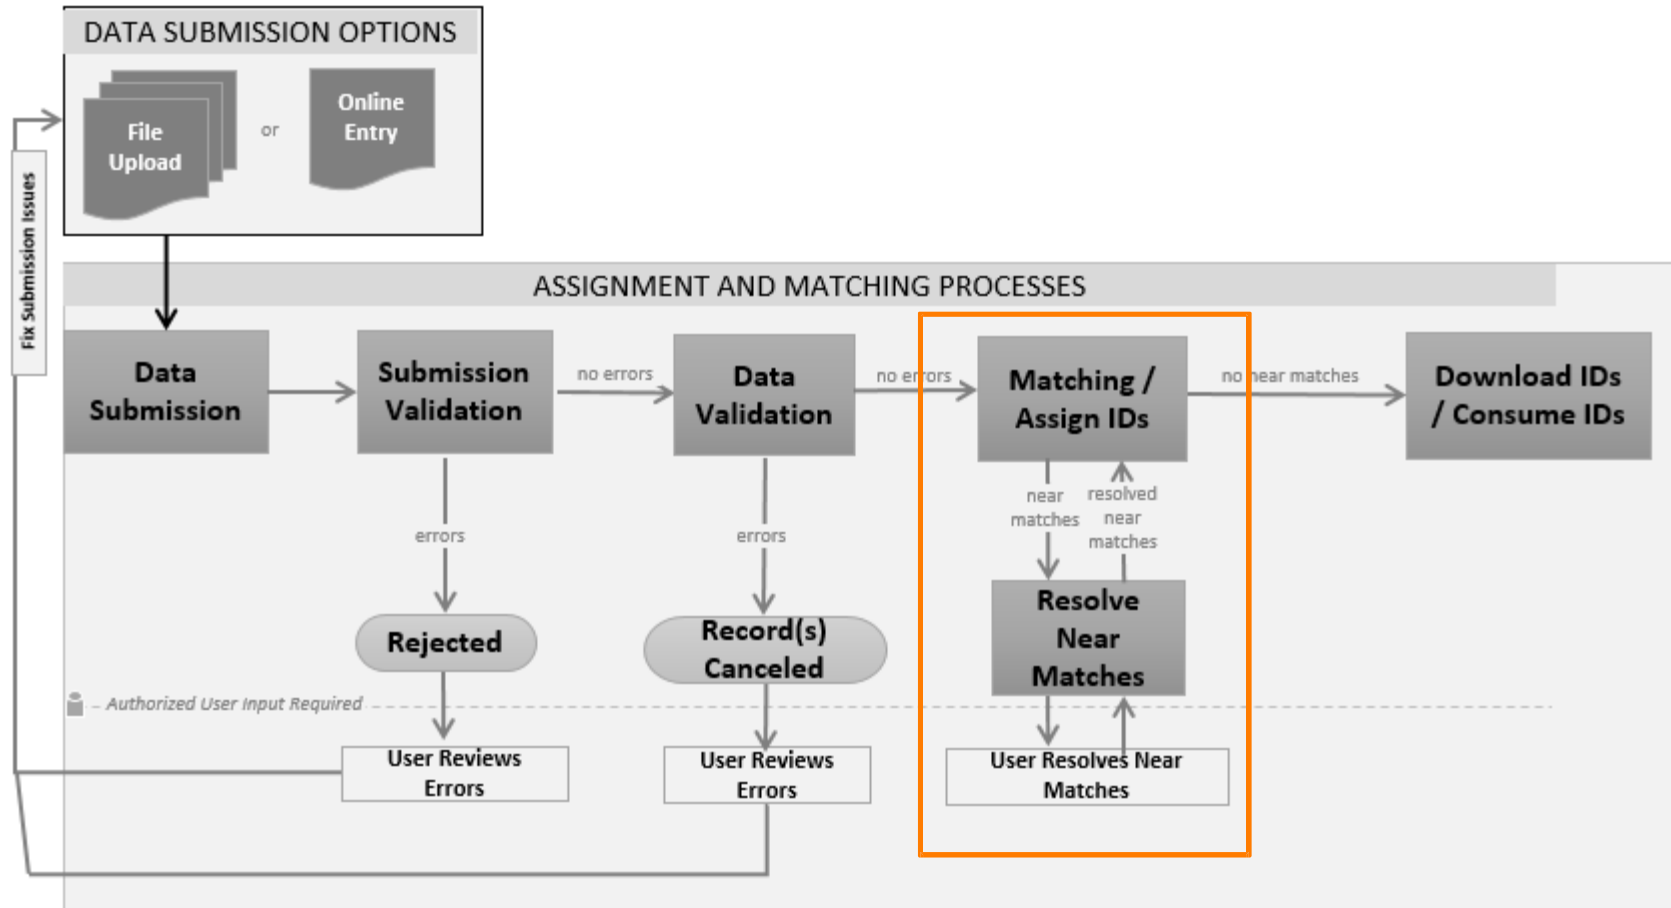 DATA SUBMISSION OPTIONS
File
Upload
or
Online
Entry
Fix Submission Issues
ASSIGNMENT AND MATCHING PROCESSES
Data
Submission
Submission
Validation
no errors
Data
Validation
no errors
Matching /
Assign IDs
no near matches
Download IDs
/ Consume IDs
errors
errors
near
matches
resolved
near
matches
Rejected
Record(s)
Canceled
Resolve
Near
Matches
Authorized User Input Required
User Reviews
Errors
User Reviews
Errors
User Resolves Near
Matches